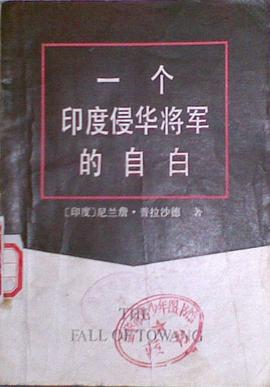 一个
印度侵华将军
的自白
〔印度〕尼兰詹·普拉沙德 著
THE
FALL OF TOWANG